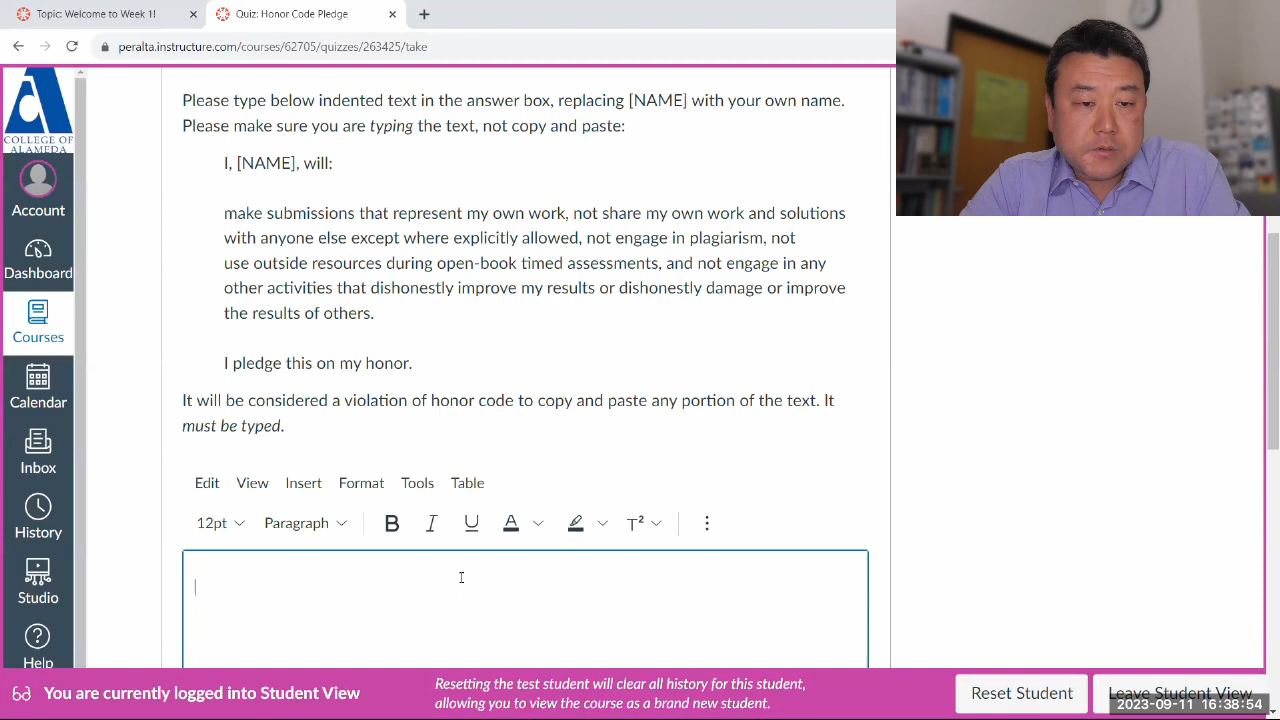 Topic: Welcome to Week 1!
Quiz: Honor Code Pledge
peralta.instructure.com/courses/62705/quizzes/263425/take
COLLEGE OF
ALAMEDA
Account
Dashboard
Courses
Calendar
Inbox
History
Studio
Help
Please type below indented text in the answer box, replacing [NAME] with your own name.
Please make sure you are typing the text, not copy and paste:
I, [NAME], will:
make submissions that represent my own work, not share my own work and solutions
with anyone else except where explicitly allowed, not engage in plagiarism, not
use outside resources during open-book timed assessments, and not engage in any
other activities that dishonestly improve my results or dishonestly damage or improve
the results of others.
I pledge this on my honor.
It will be considered a violation of honor code to copy and paste any portion of the text. It
must be typed.
Edit View Insert Format Tools Table
12pt Paragraph B I U A T²
You are currently logged into Student View
Resetting the test student will clear all history for this student,
allowing you to view the course as a brand new student.
Reset Student
Leave Student View
2023-09-11 16:38:54